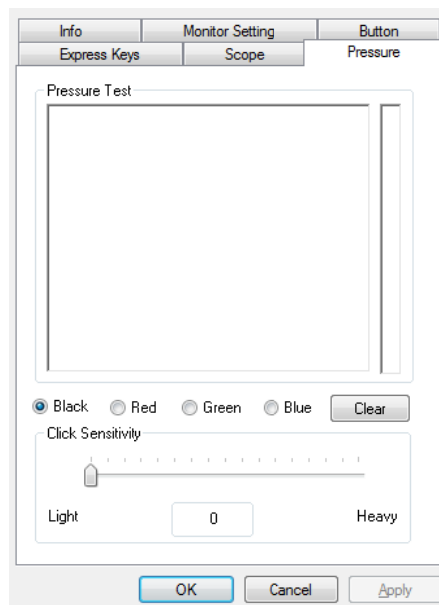 Info Monitor Setting Button
Express Keys Scope Pressure
Pressure Test
Black Red Green Blue Clear
Click Sensitivity
Light 0 Heavy
OK Cancel Apply